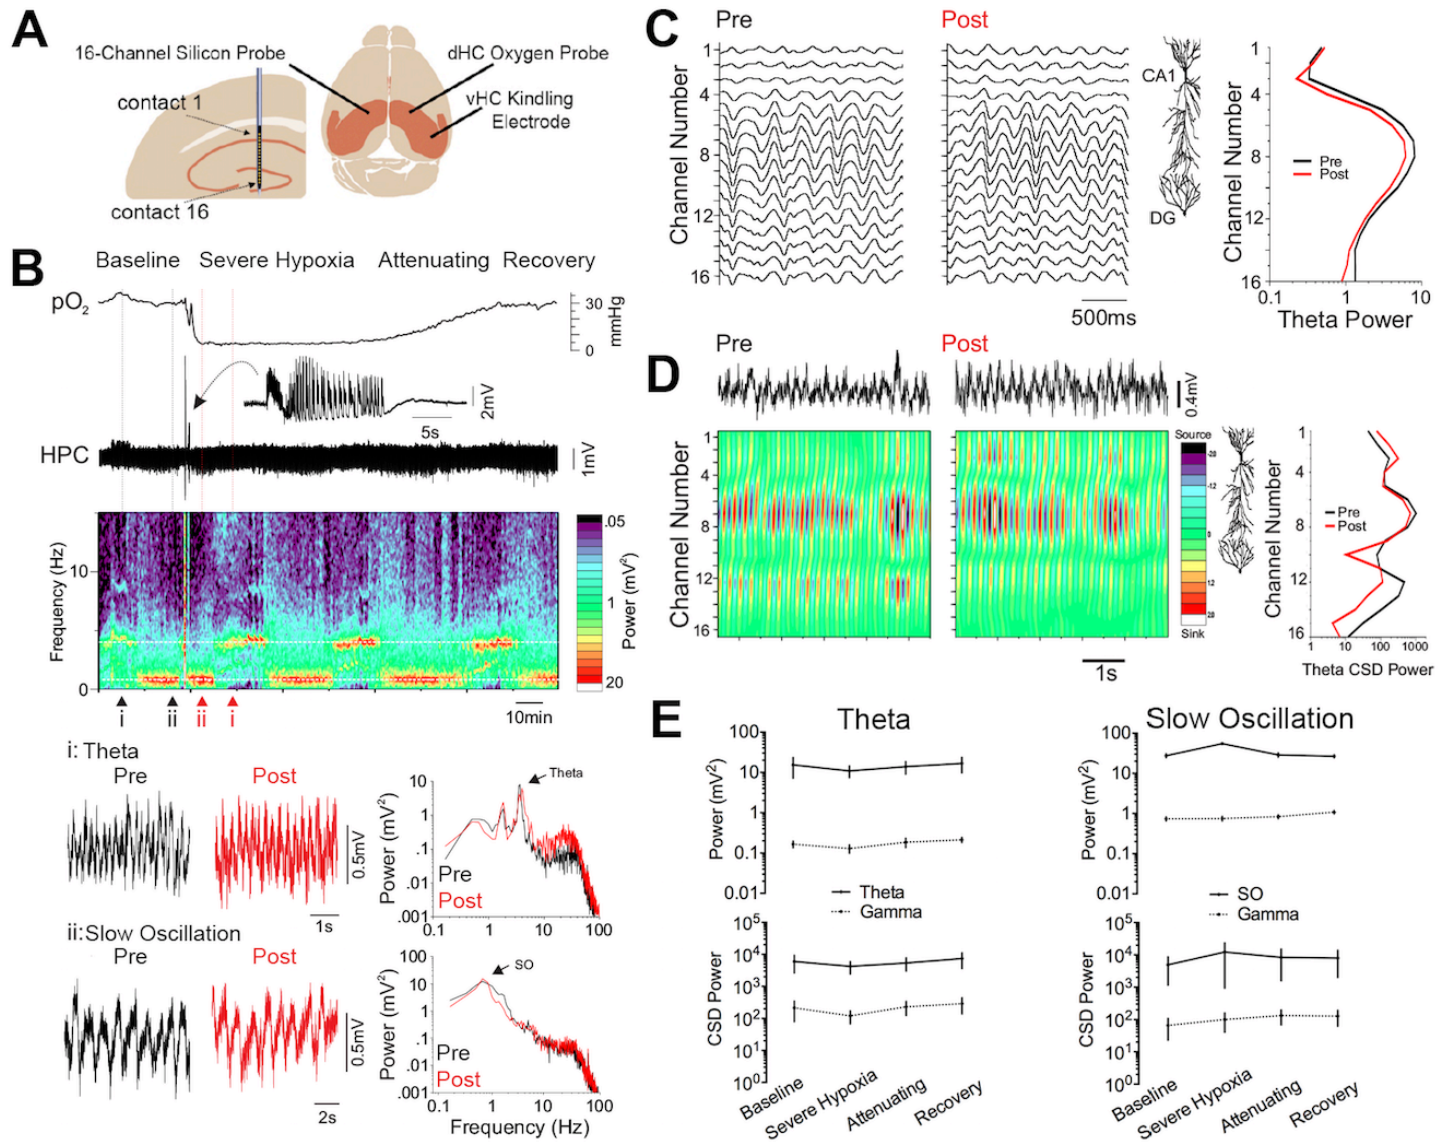 A
16-Channel Silicon Probe
dHC Oxygen Probe
contact 1
vHC Kindling
Electrode
contact 16
B
Baseline Severe Hypoxia Attenuating Recovery
pO2
30
mmHg
0
2mV
5s
HPC
1mV
Frequency (Hz)
10
0
.05
1
20
Power (mV²)
i ii ii i
10min
i: Theta
Pre Post
0.5mV
1s
Power (mV²)
10
1
.1
.01
.001
Theta
Pre
Post
.1 1 10 100
ii:Slow Oscillation
Pre Post
0.5mV
2s
Power (mV²)
100
10
1
.1
.01
.001
SO
Pre
Post
0.1 1 10 100
Frequency (Hz)
C
Pre Post
Channel Number
1
4
8
12
16
500ms
CA1
DG
Channel Number
1
4
8
12
16
Pre
Post
0.1 1 10
Theta Power
D
Pre Post
0.4mV
Channel Number
1
4
8
12
16
1s
Source
-20
-12
0
12
20
Sink
Channel Number
1
4
8
12
16
Pre
Post
1 10 100 1000
Theta CSD Power
E
Theta
Power (mV²)
100
10
1
0.1
0.01
Theta
Gamma
CSD Power
10⁵
10⁴
10³
10²
10¹
10⁰
Baseline
Severe Hypoxia
Attenuating
Recovery
Slow Oscillation
Power (mV²)
100
10
1
0.1
0.01
SO
Gamma
CSD Power
10⁵
10⁴
10³
10²
10¹
10⁰
Baseline
Severe Hypoxia
Attenuating
Recovery